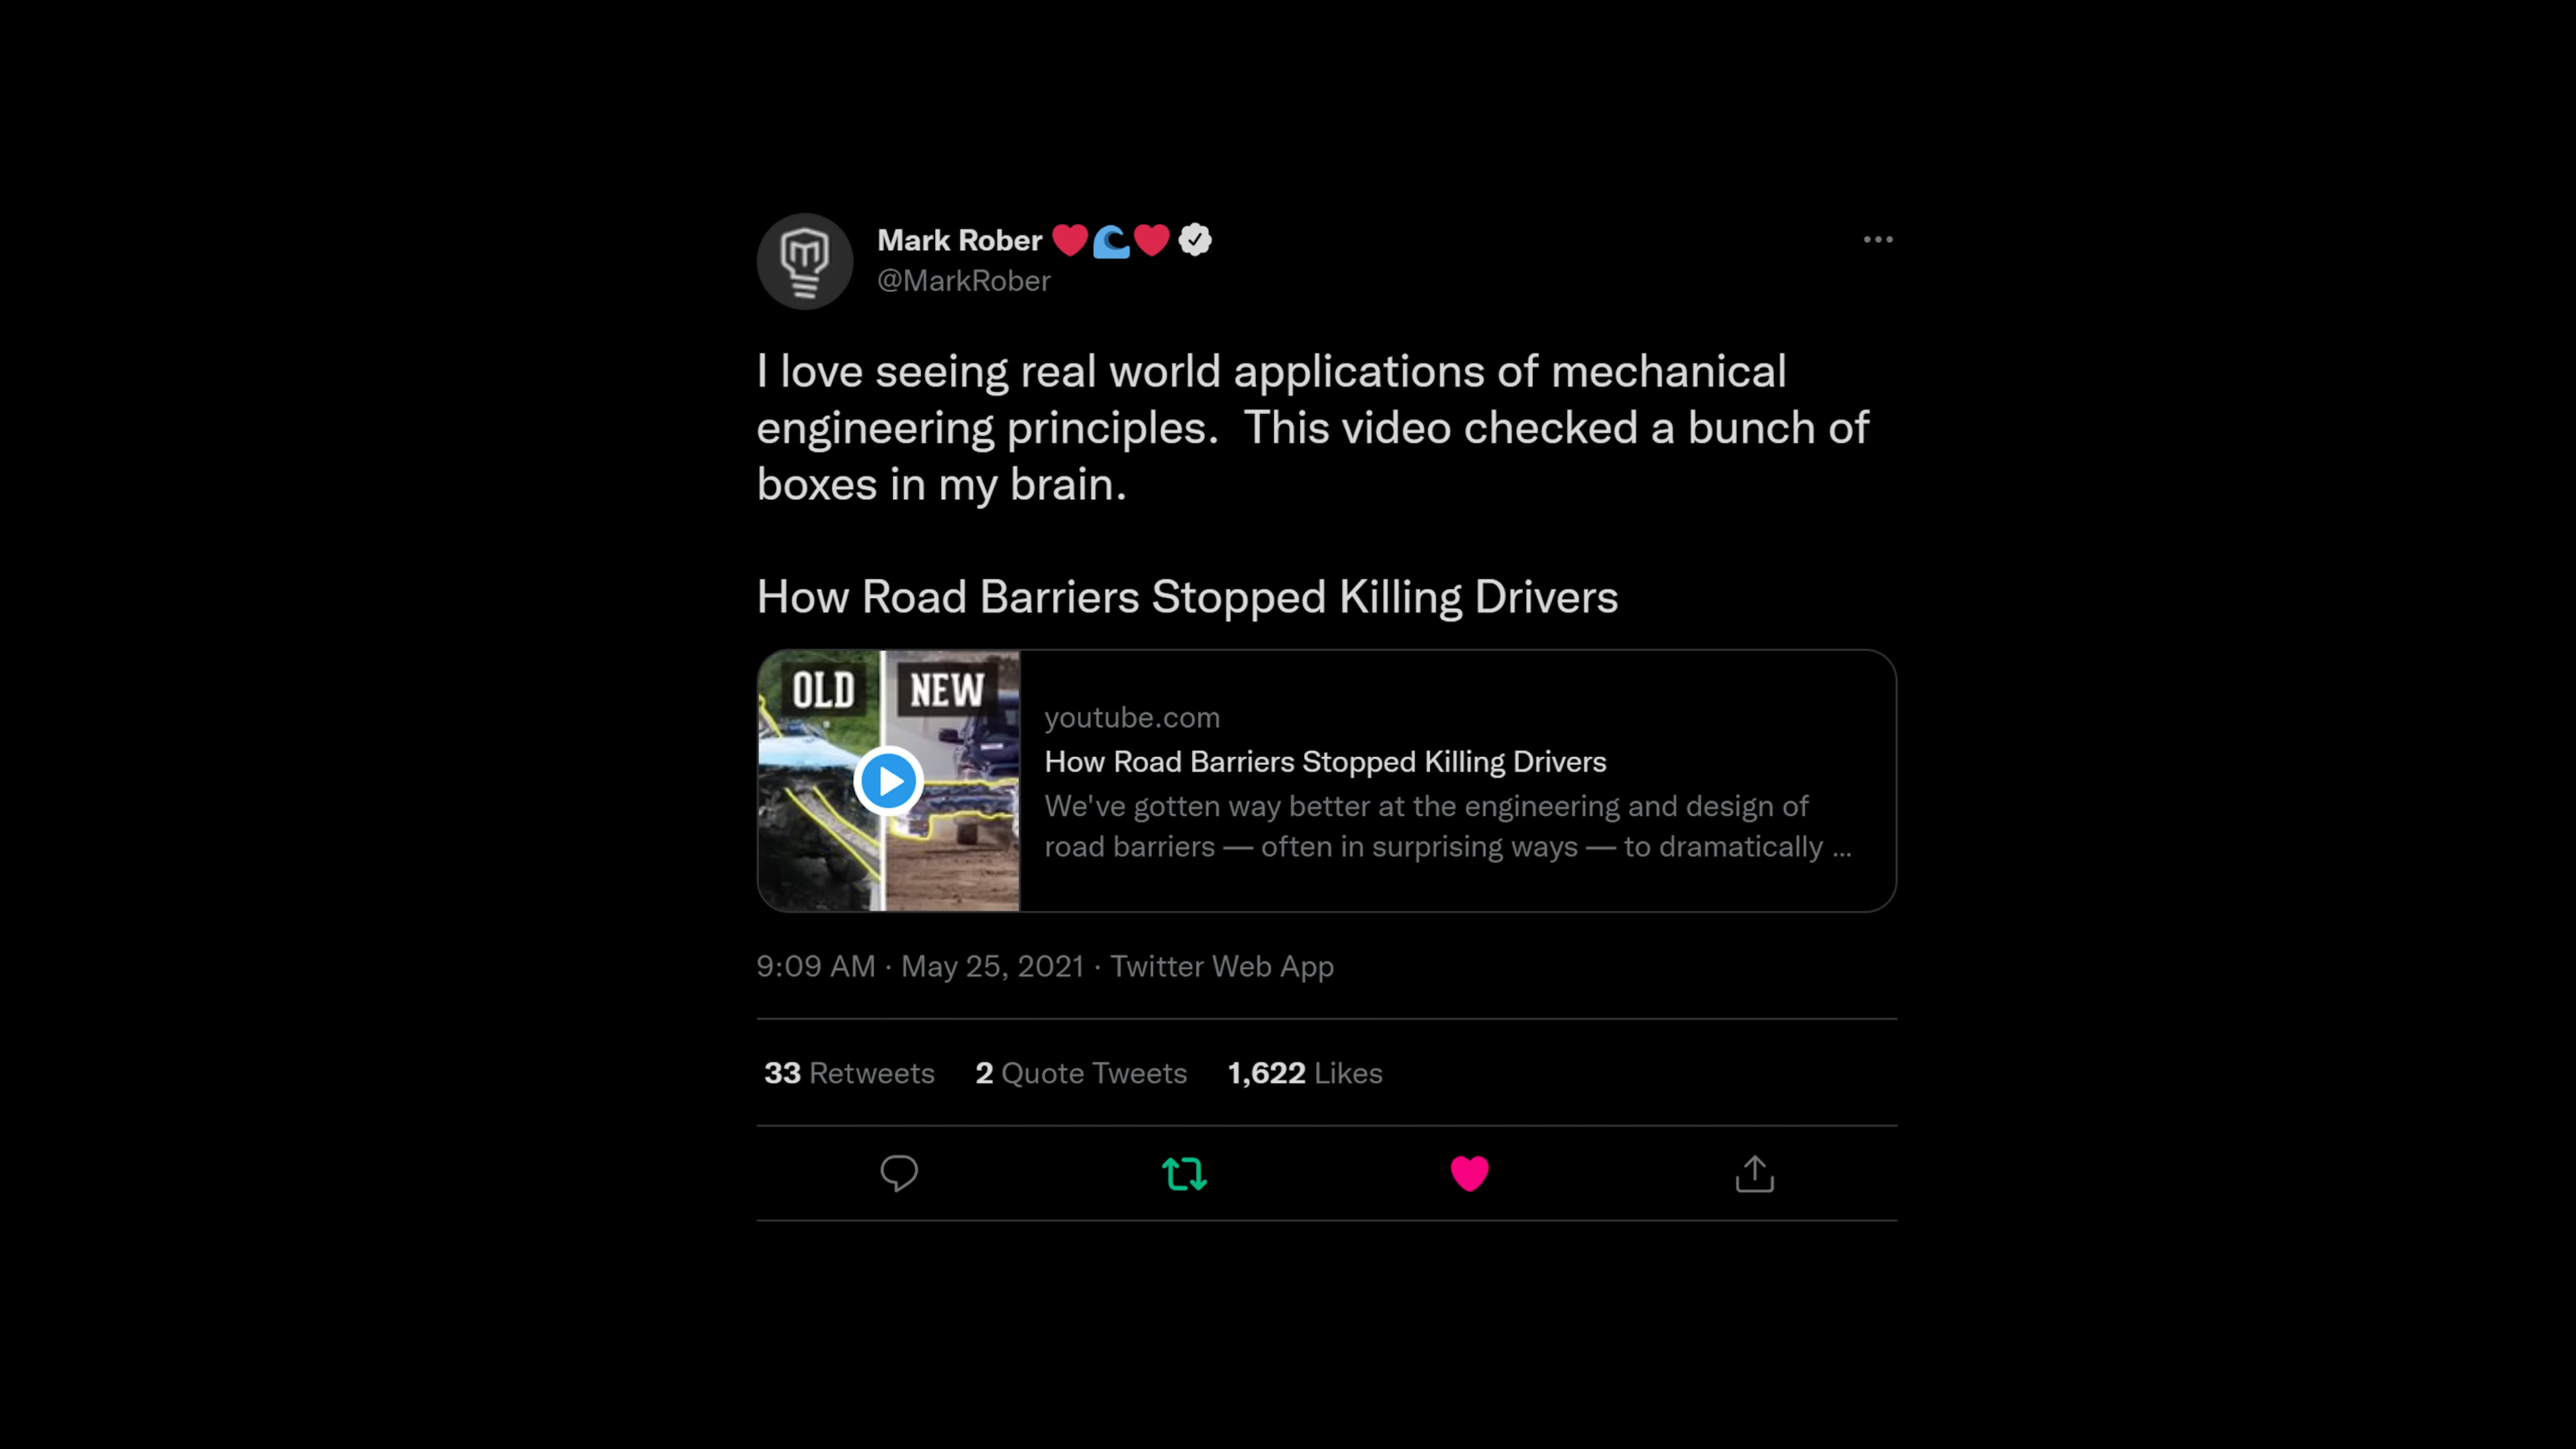 Mark Rober ❤️🌊❤️
@MarkRober
I love seeing real world applications of mechanical
engineering principles.  This video checked a bunch of
boxes in my brain.
How Road Barriers Stopped Killing Drivers
OLD NEW
youtube.com
How Road Barriers Stopped Killing Drivers
We've gotten way better at the engineering and design of
road barriers — often in surprising ways — to dramatically ...
9:09 AM · May 25, 2021 · Twitter Web App
33 Retweets 2 Quote Tweets 1,622 Likes